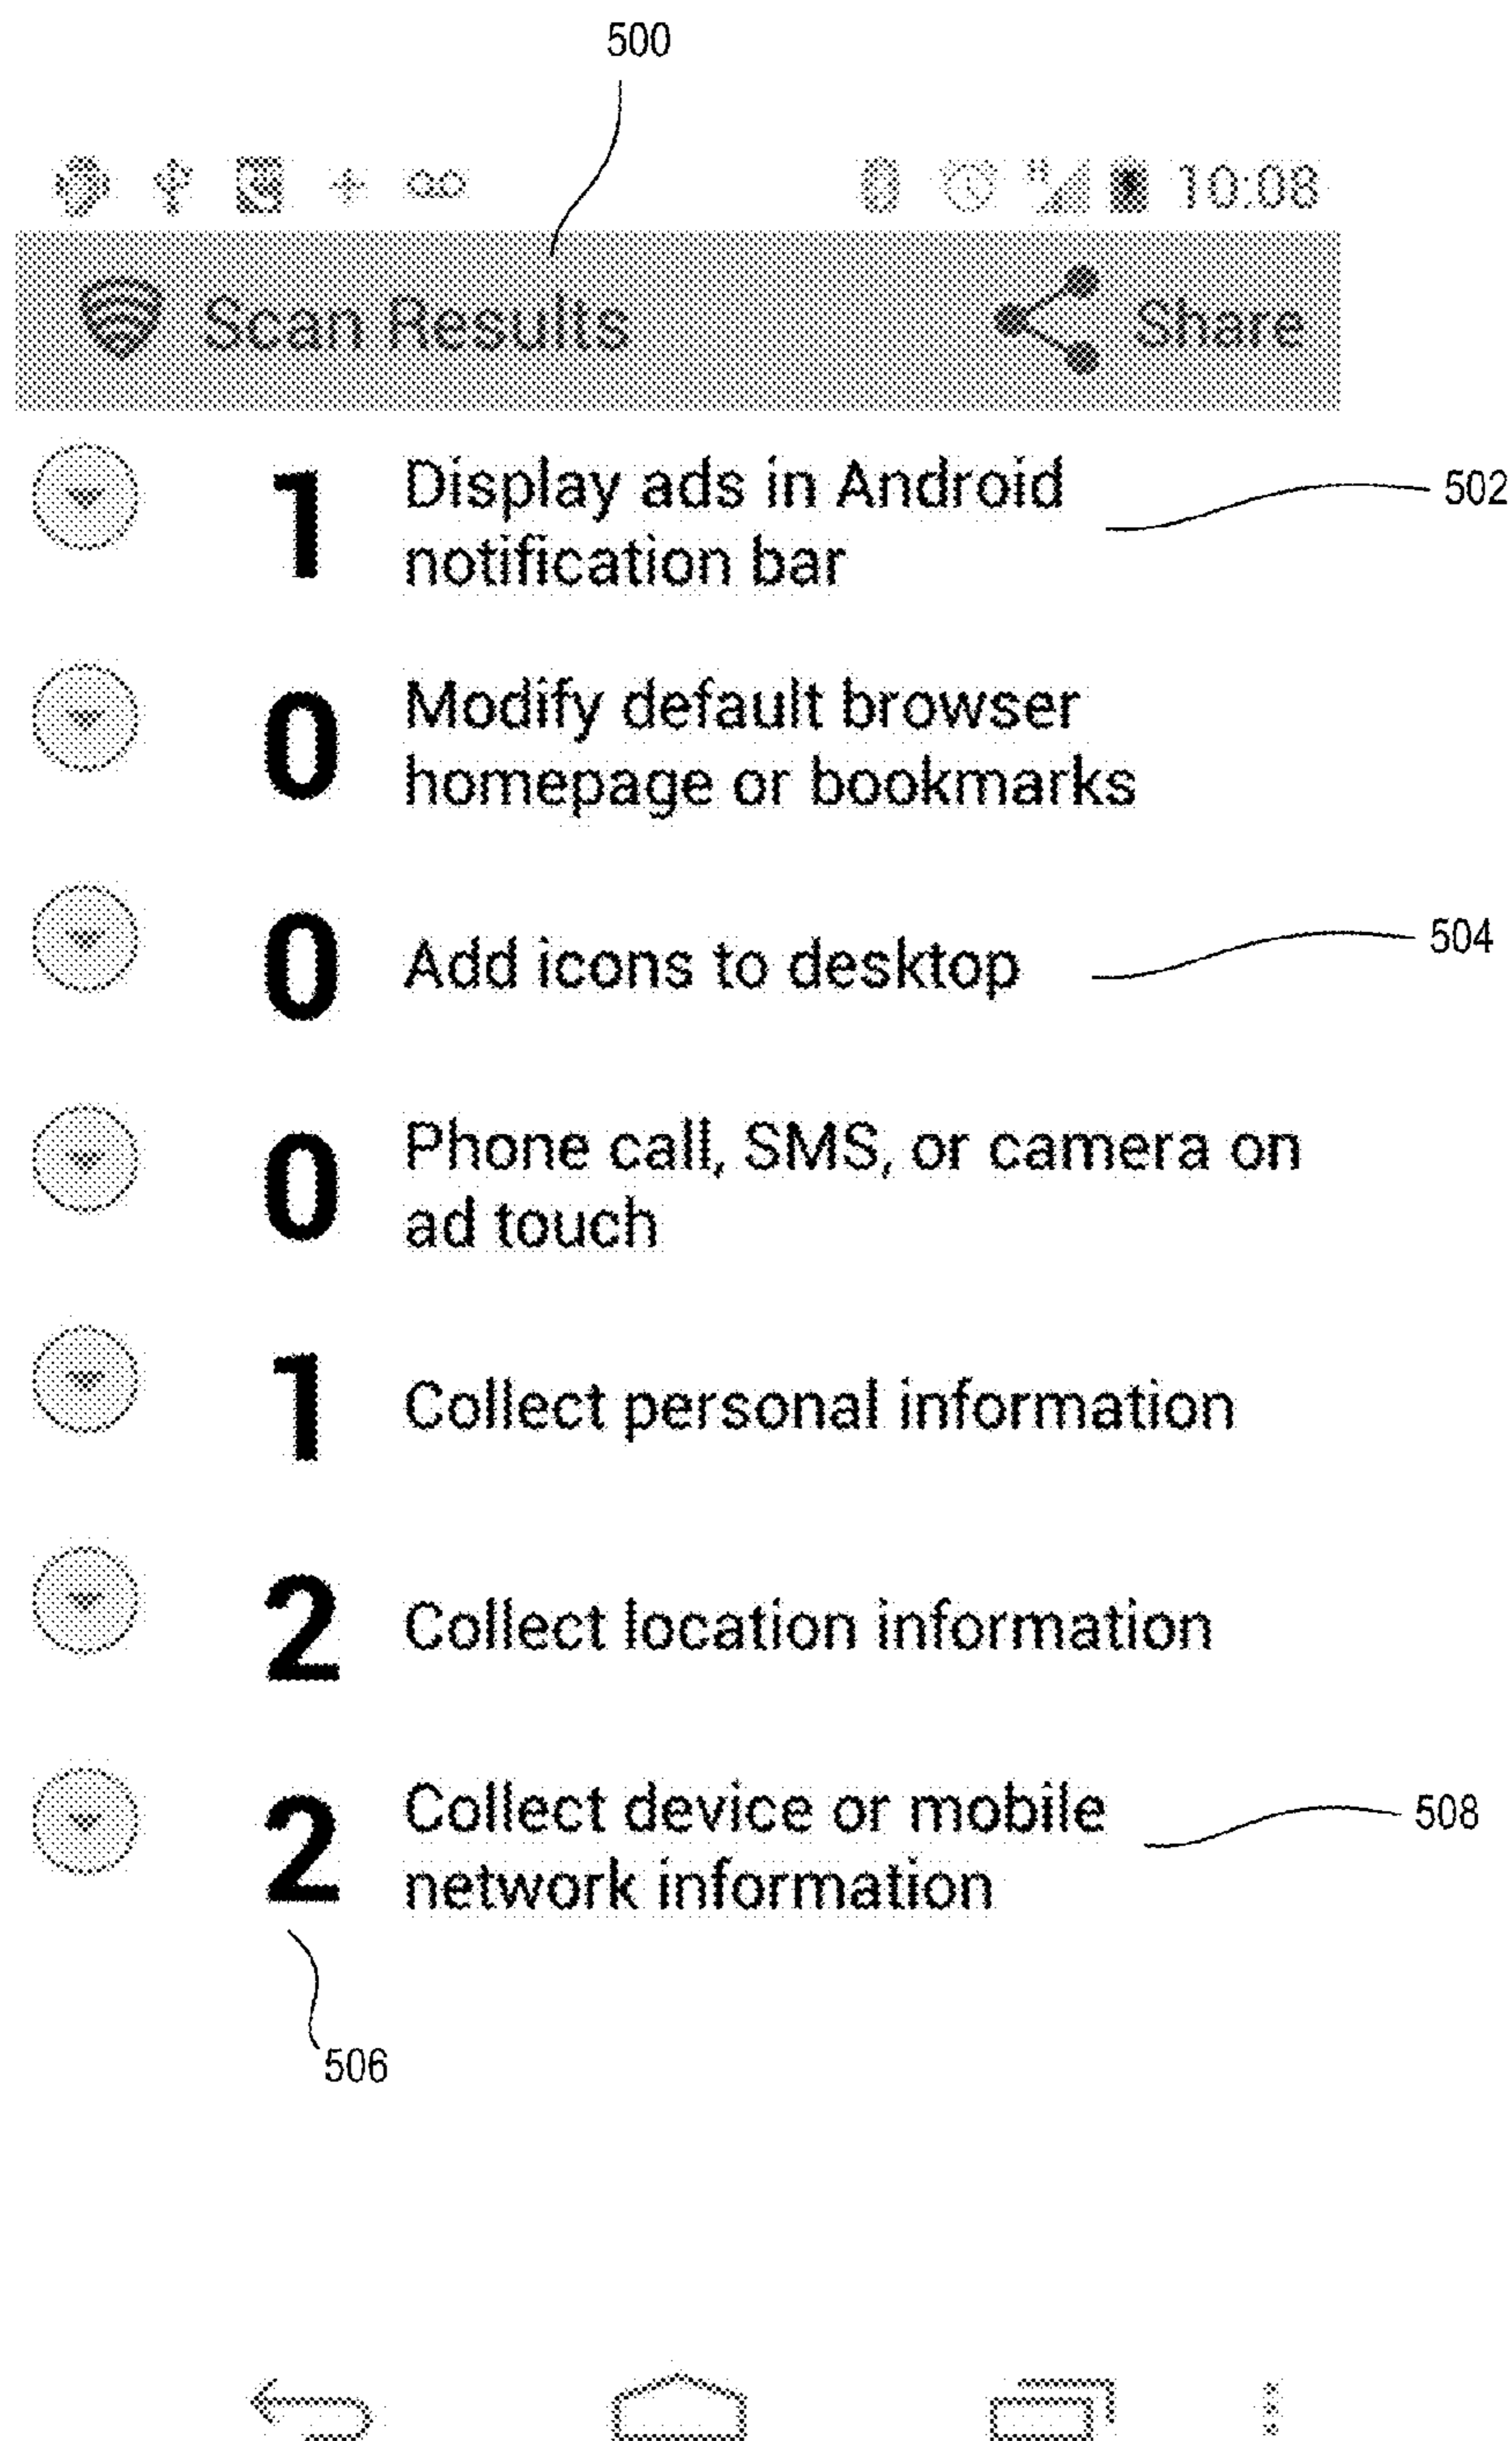 500
10:08
Scan Results Share
1 Display ads in Android
notification bar
502
0 Modify default browser
homepage or bookmarks
0 Add icons to desktop
504
0 Phone call, SMS, or camera on
ad touch
1 Collect personal information
2 Collect location information
2 Collect device or mobile
network information
508
506